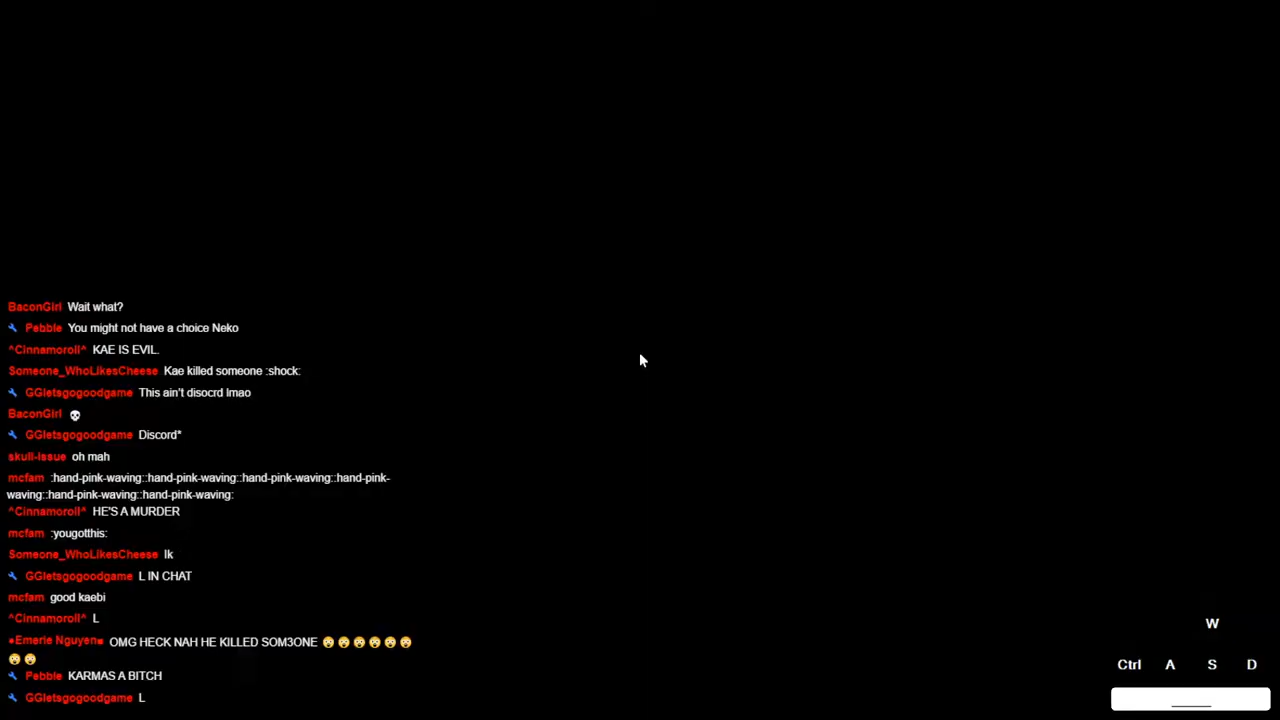 BaconGirl Wait what?
Pebble You might not have a choice Neko
^Cinnamoroll^ KAE IS EVIL.
Someone_WhoLikesCheese Kae killed someone :shock:
GGletsgogoodgame This ain't disocrd lmao
BaconGirl 💀
GGletsgogoodgame Discord*
skull-issue oh mah
mcfam :hand-pink-waving::hand-pink-waving::hand-pink-waving::hand-pink-
waving::hand-pink-waving::hand-pink-waving:
^Cinnamoroll^ HE'S A MURDER
mcfam :yougotthis:
Someone_WhoLikesCheese Ik
GGletsgogoodgame L IN CHAT
mcfam good kaebi
^Cinnamoroll^ L
★Emerie Nguyen★ OMG HECK NAH HE KILLED SOM3ONE 😲😲😲😲😲😲
😲😲
Pebble KARMAS A BITCH
GGletsgogoodgame L
W
Ctrl A S D